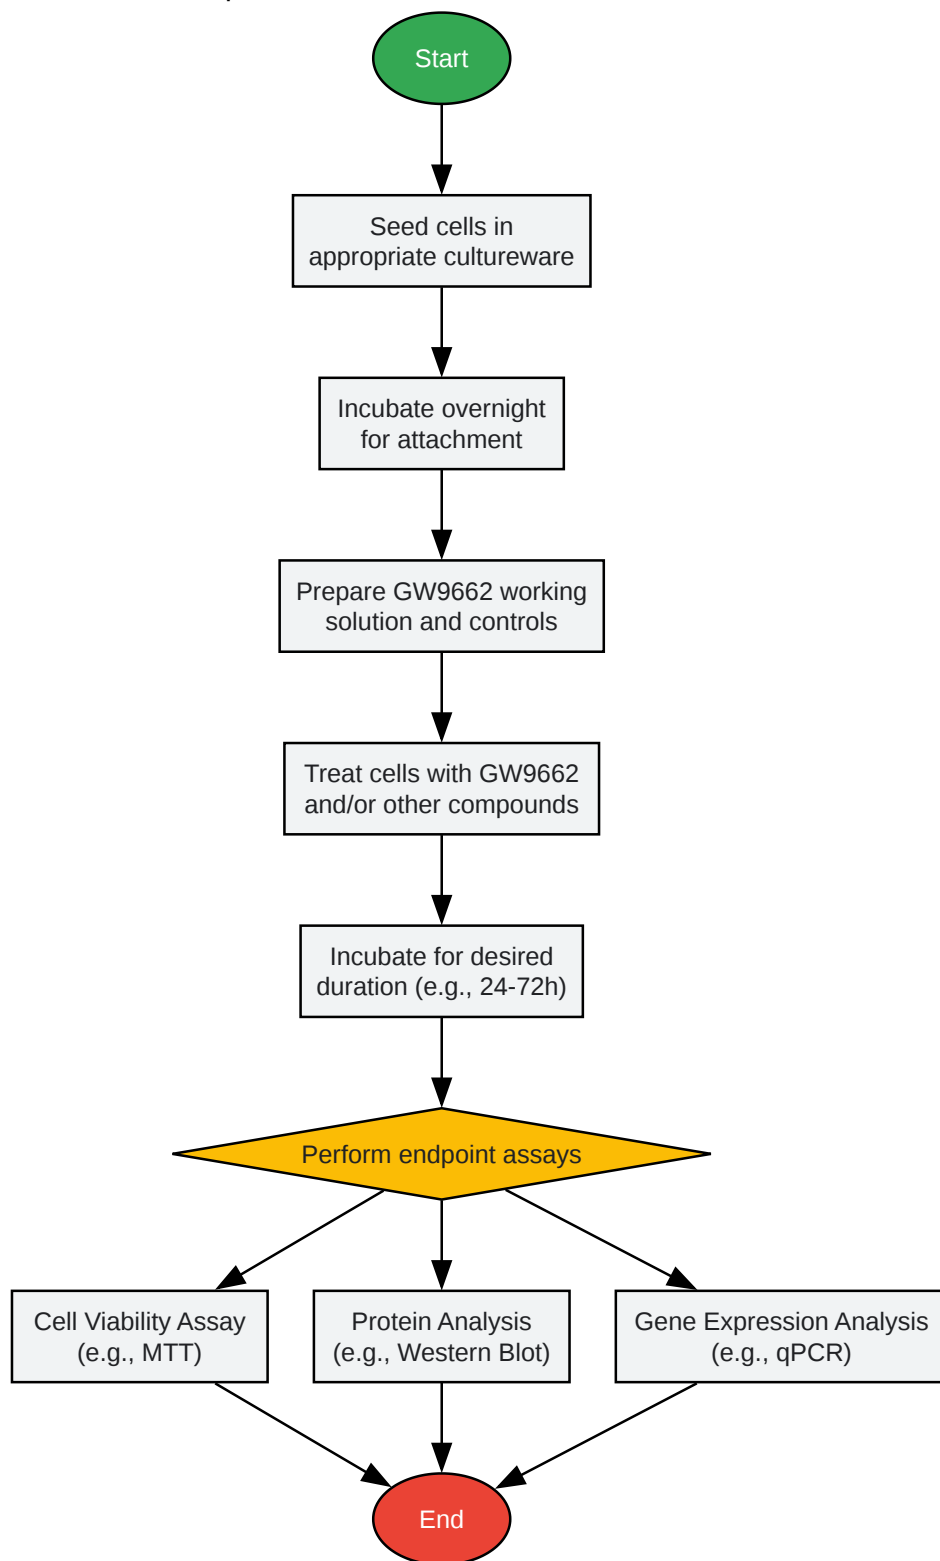 Start
Seed cells in
appropriate cultureware
Incubate overnight
for attachment
Prepare GW9662 working
solution and controls
Treat cells with GW9662
and/or other compounds
Incubate for desired
duration (e.g., 24-72h)
Perform endpoint assays
Cell Viability Assay
(e.g., MTT)
Protein Analysis
(e.g., Western Blot)
Gene Expression Analysis
(e.g., qPCR)
End